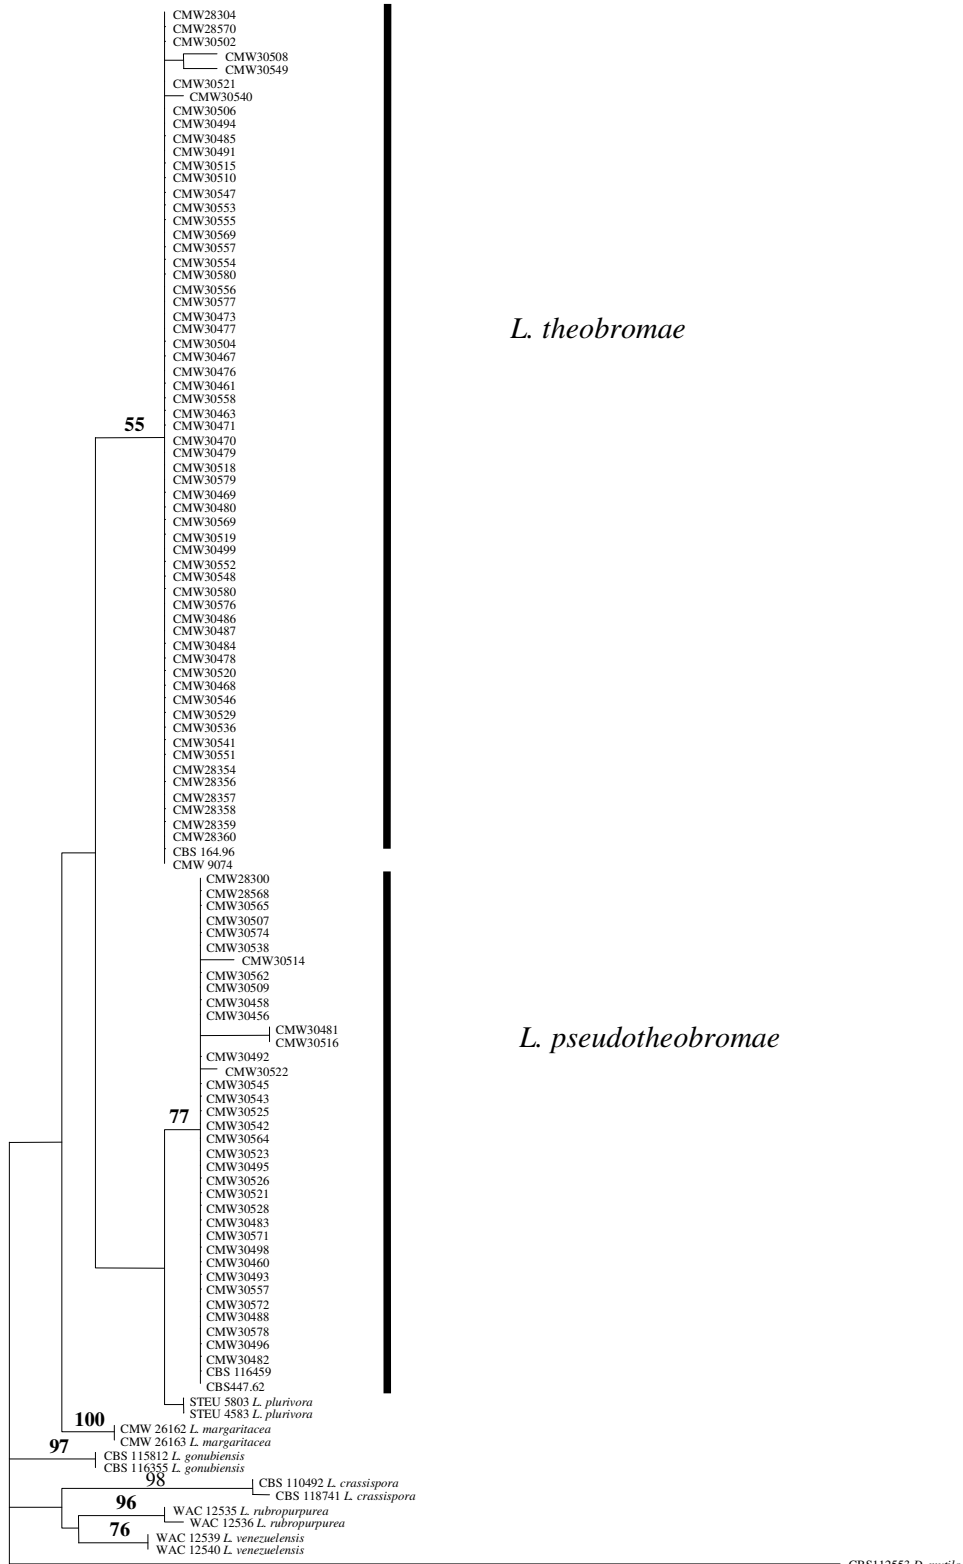 CMW28304
CMW28570
CMW30502
CMW30508
CMW30549
CMW30521
CMW30540
CMW30506
CMW30494
CMW30485
CMW30491
CMW30515
CMW30510
CMW30547
CMW30553
CMW30555
CMW30569
CMW30557
CMW30554
CMW30580
CMW30556
CMW30577
CMW30473
L. theobromae
CMW30477
CMW30504
CMW30467
CMW30476
CMW30461
CMW30558
CMW30463
55
CMW30471
CMW30470
CMW30479
CMW30518
CMW30579
CMW30469
CMW30480
CMW30569
CMW30519
CMW30499
CMW30552
CMW30548
CMW30580
CMW30576
CMW30486
CMW30487
CMW30484
CMW30478
CMW30520
CMW30468
CMW30546
CMW30529
CMW30536
CMW30541
CMW30551
CMW28354
CMW28356
CMW28357
CMW28358
CMW28359
CMW28360
CBS 164.96
CMW 9074
CMW28300
CMW28568
CMW30565
CMW30507
CMW30574
CMW30538
CMW30514
CMW30562
CMW30509
CMW30458
CMW30456
CMW30481
L. pseudotheobromae
CMW30516
CMW30492
CMW30522
CMW30545
CMW30543
CMW30525
77
CMW30542
CMW30564
CMW30523
CMW30495
CMW30526
CMW30521
CMW30528
CMW30483
CMW30571
CMW30498
CMW30460
CMW30493
CMW30557
CMW30572
CMW30488
CMW30578
CMW30496
CMW30482
CBS 116459
CBS447.62
STEU 5803 L. plurivora
STEU 4583 L. plurivora
100
CMW 26162 L. margaritacea
CMW 26163 L. margaritacea
97
CBS 115812 L. gonubiensis
CBS 116355 L. gonubiensis
98
CBS 110492 L. crassispora
CBS 118741 L. crassispora
96
WAC 12535 L. rubropurpurea
WAC 12536 L. rubropurpurea
76
WAC 12539 L. venezuelensis
WAC 12540 L. venezuelensis